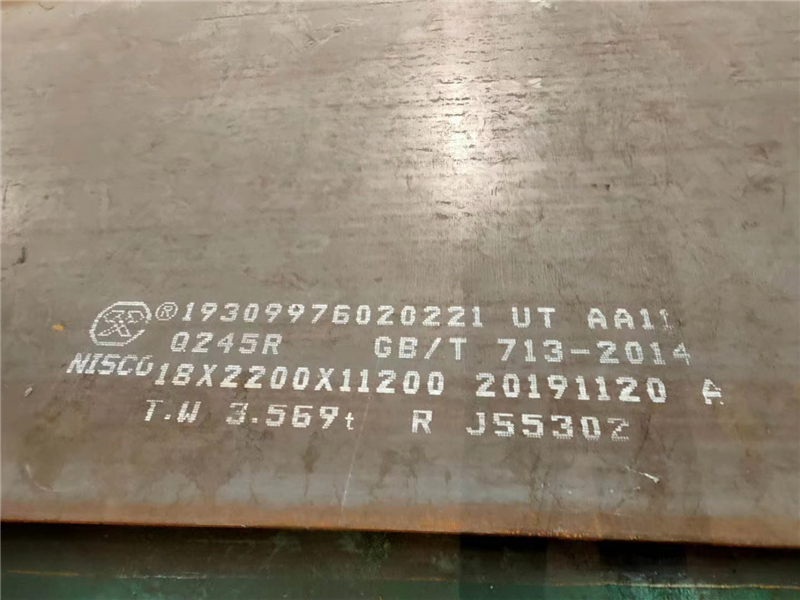 ®19309976020221 UT AA11
Q245R GB/T 713-2014
NISCO 18X2200X11200 20191120 A
T.W 3.569t R J55302